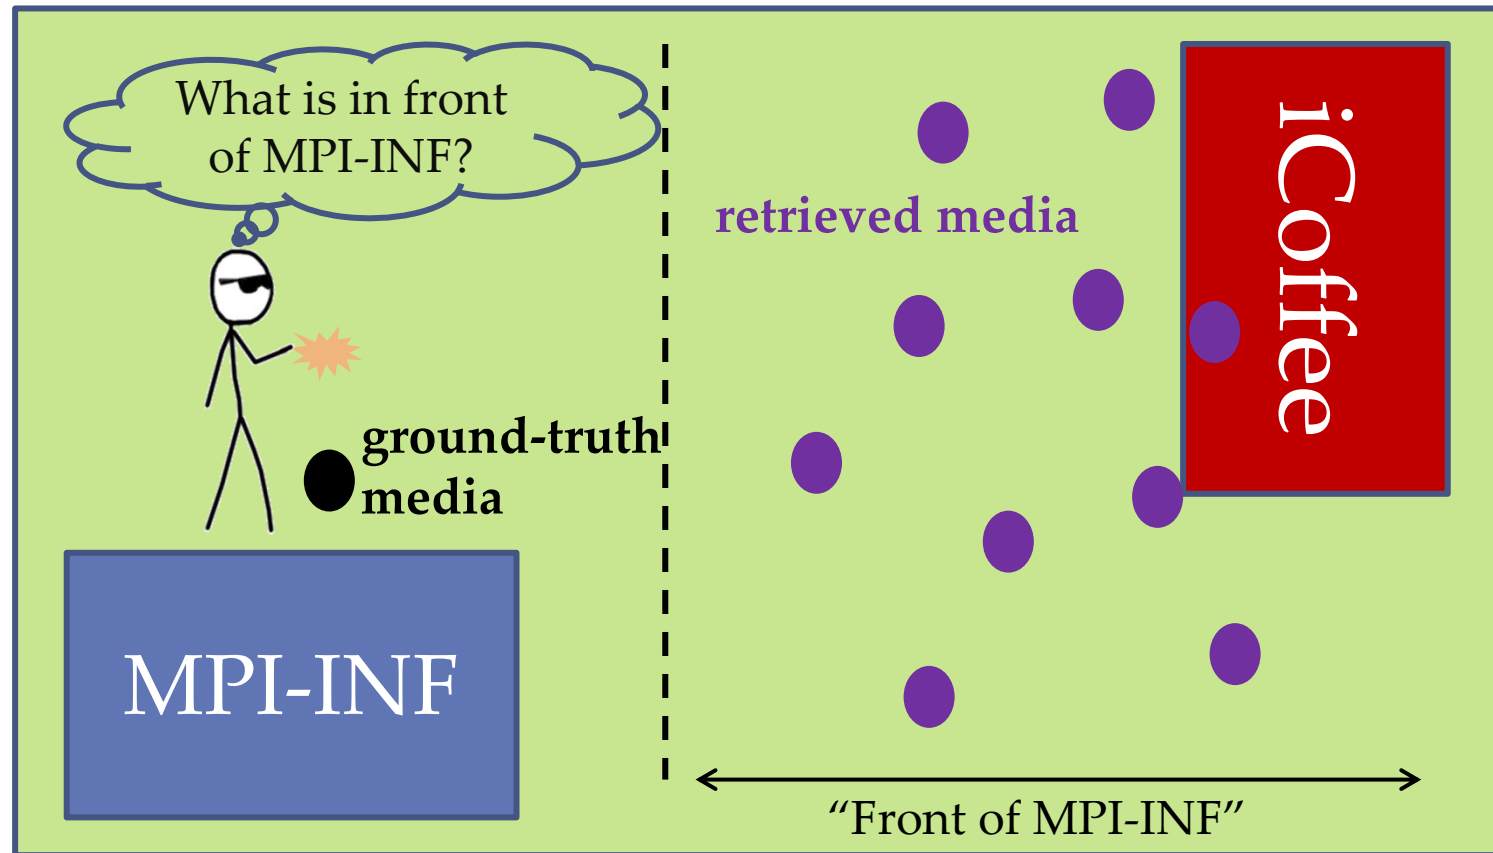 What is in front
of MPI-INF?
retrieved media
iCoffee
ground-truth
media
MPI-INF
“Front of MPI-INF”